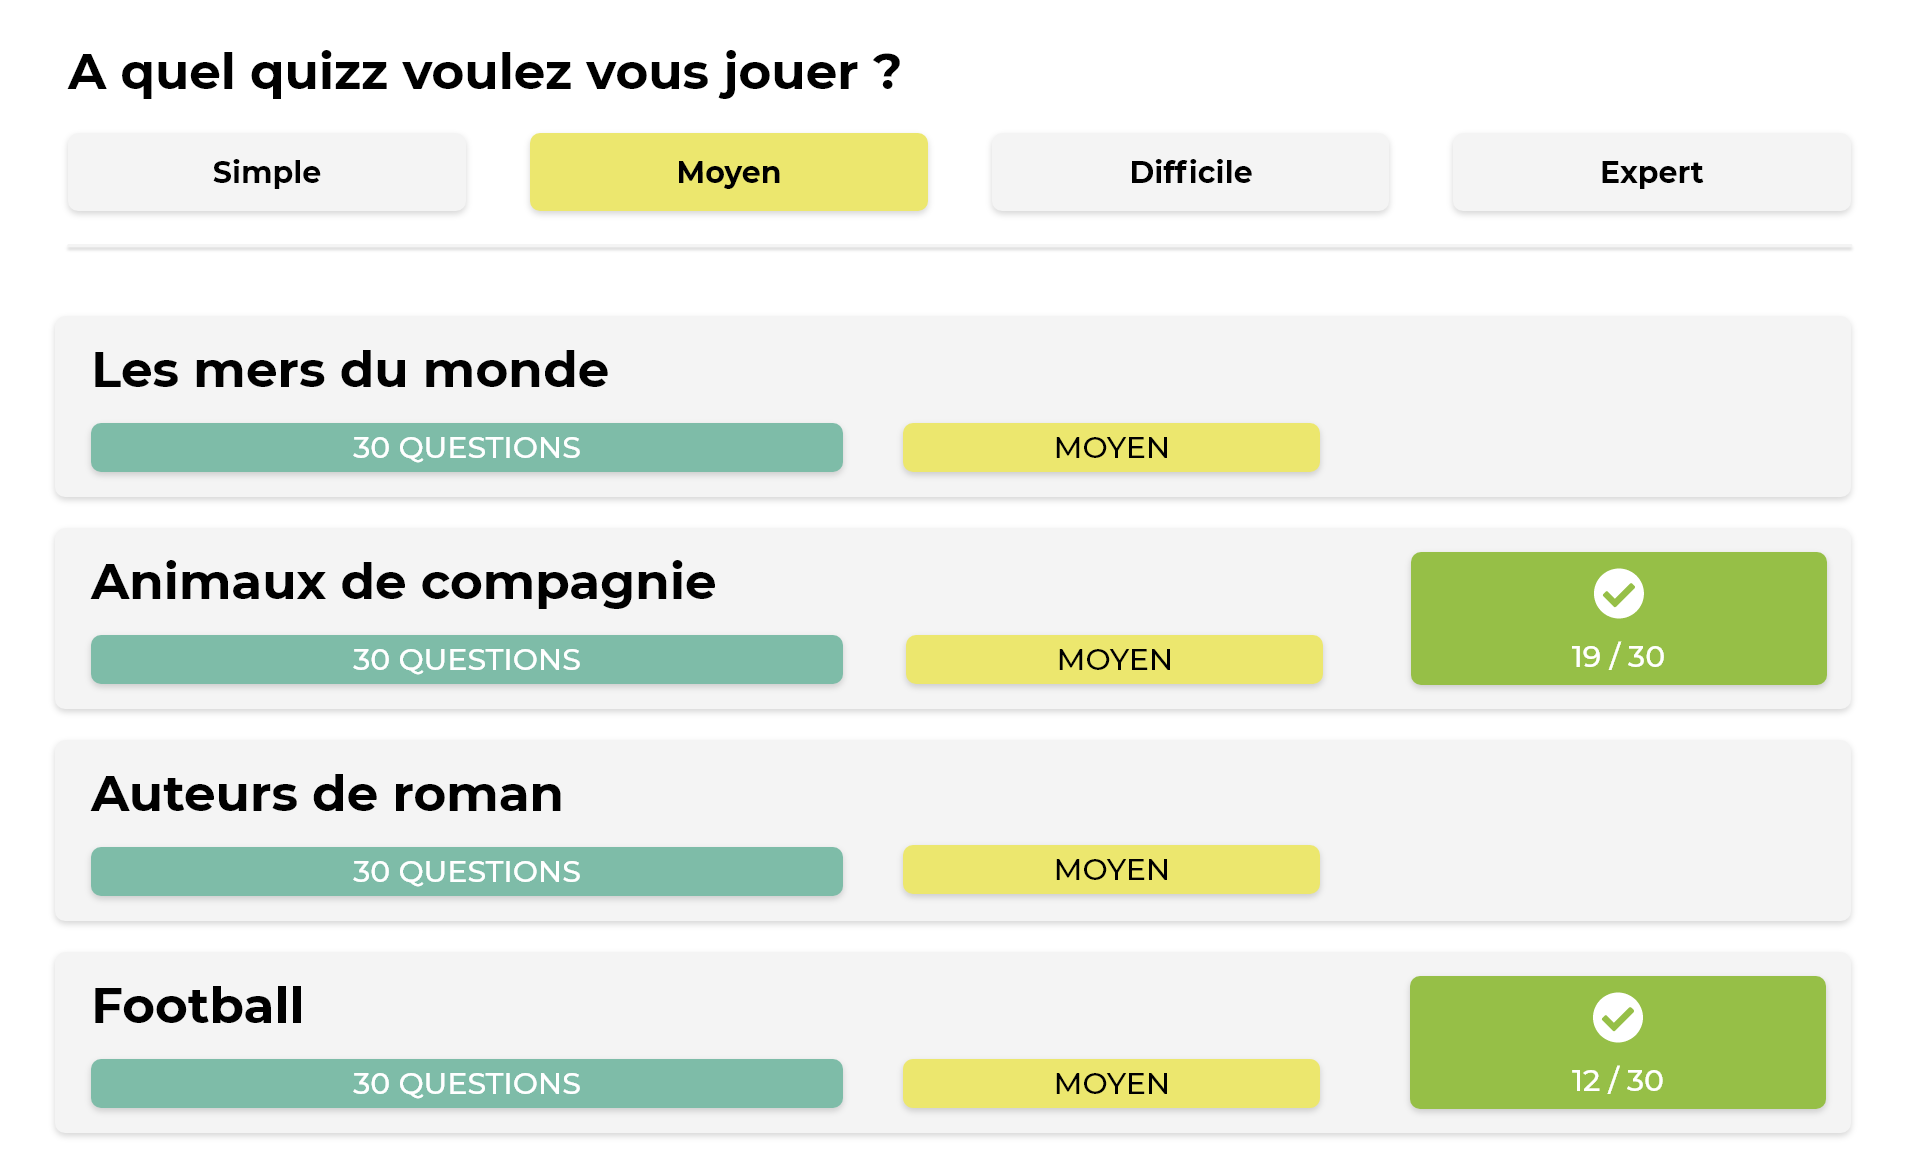 A quel quizz voulez vous jouer ?
Simple
Moyen
Difficile
Expert
Les mers du monde
30 QUESTIONS
MOYEN
Animaux de compagnie
30 QUESTIONS
MOYEN
19 / 30
Auteurs de roman
30 QUESTIONS
MOYEN
Football
30 QUESTIONS
MOYEN
12 / 30